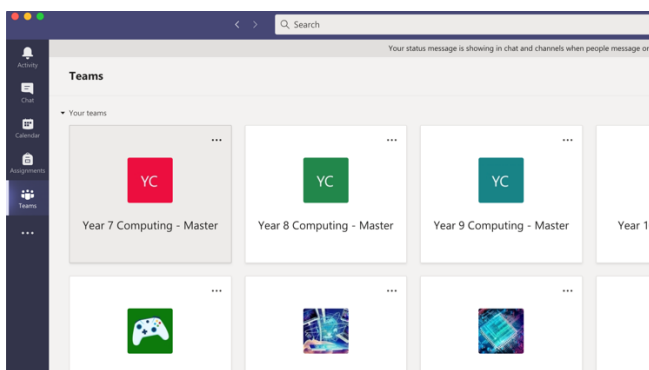 Search
Your status message is showing in chat and channels when people message or
Activity
Chat
Calendar
Assignments
Teams
...
Teams
Your teams
YC
Year 7 Computing - Master
YC
Year 8 Computing - Master
YC
Year 9 Computing - Master
Year 1